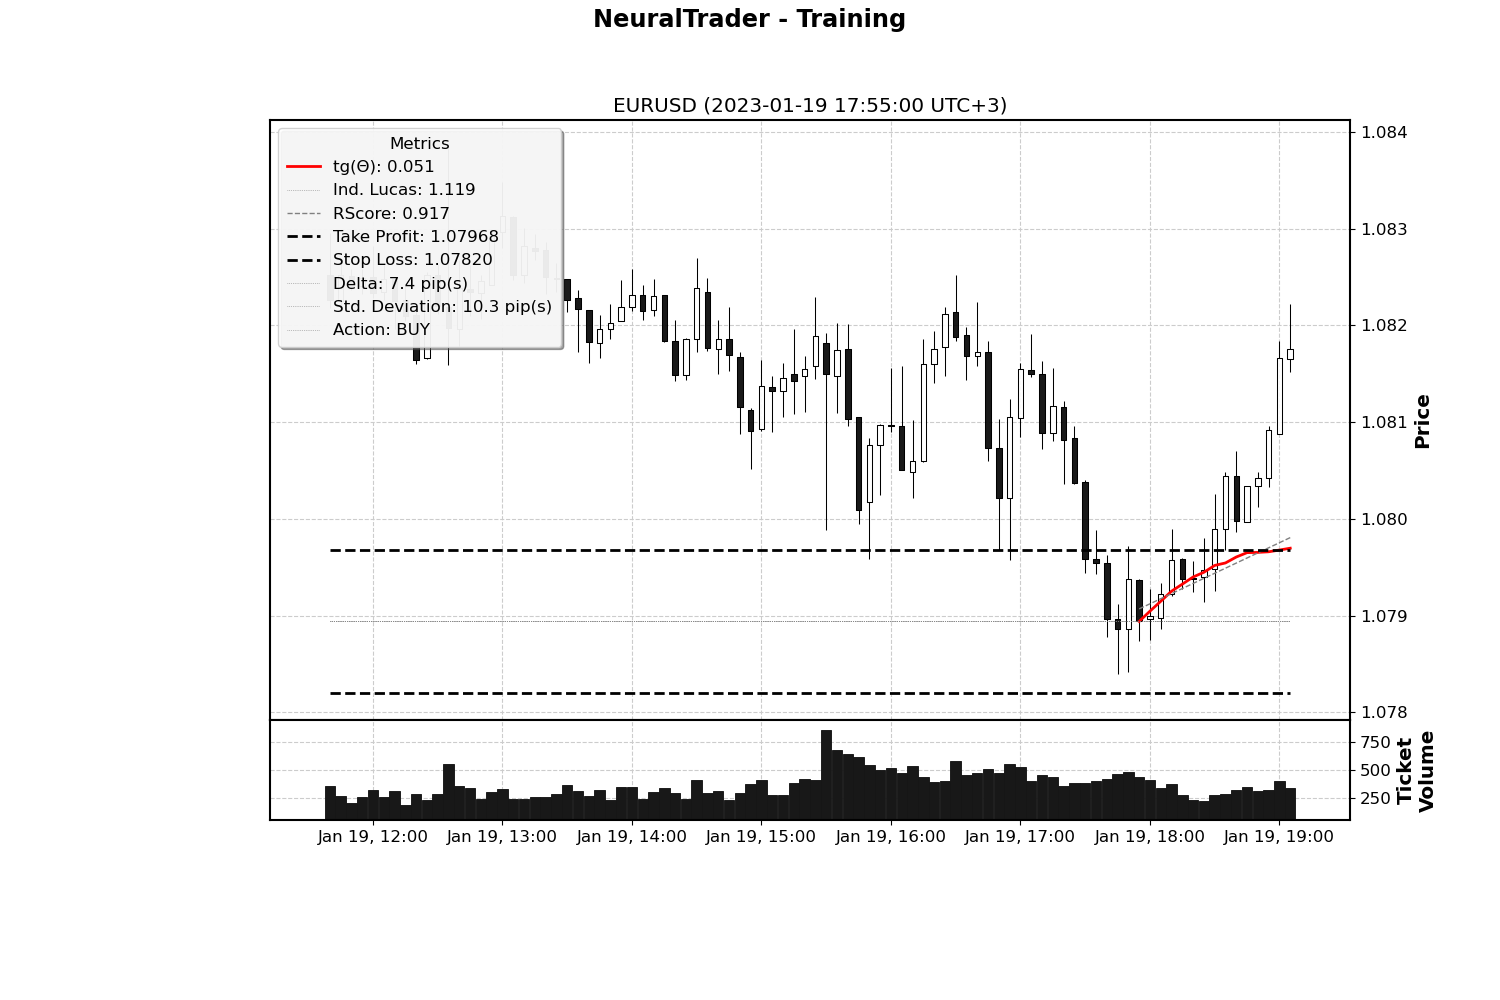 NeuralTrader - Training
EURUSD (2023-01-19 17:55:00 UTC+3)
Metrics
tg(Θ): 0.051
Ind. Lucas: 1.119
RScore: 0.917
Take Profit: 1.07968
Stop Loss: 1.07820
Delta: 7.4 pip(s)
Std. Deviation: 10.3 pip(s)
Action: BUY
1.084
1.083
1.082
1.081
1.080
1.079
1.078
Price
750
500
250
Ticket
Volume
Jan 19, 12:00
Jan 19, 13:00
Jan 19, 14:00
Jan 19, 15:00
Jan 19, 16:00
Jan 19, 17:00
Jan 19, 18:00
Jan 19, 19:00